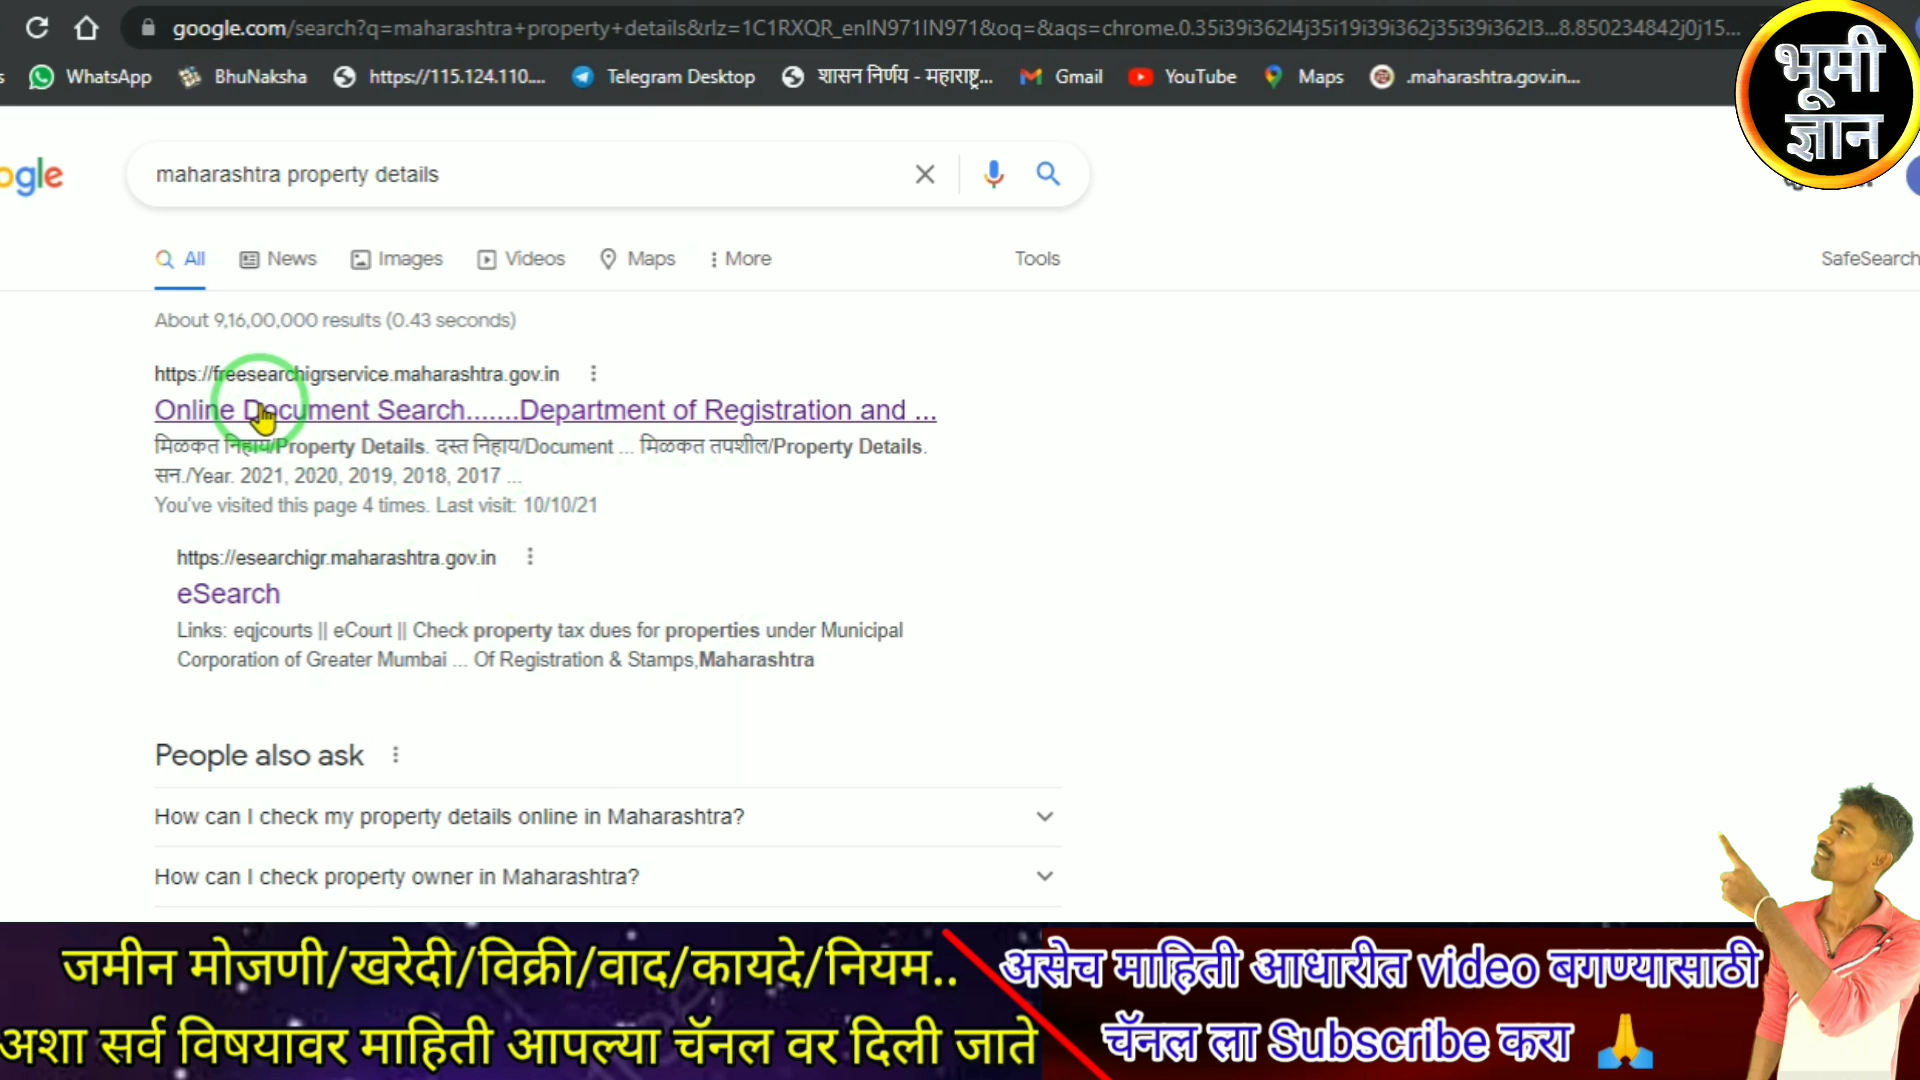 google.com/search?q=maharashtra+property+details&rlz=1C1RXQR_enIN971IN971&oq=&aqs=chrome.0.35i39i362l4j35i19i39i362j35i39i362l3...8.850234842j0j15...
s WhatsApp BhuNaksha https://115.124.110.... Telegram Desktop शासन निर्णय - महाराष्ट्र... Gmail YouTube Maps .maharashtra.gov.in...
भूमी
ज्ञान
ogle maharashtra property details
All News Images Videos Maps More Tools SafeSearch
About 9,16,00,000 results (0.43 seconds)
https://freesearchigrservice.maharashtra.gov.in
Online Document Search.......Department of Registration and ...
मिळकत निहाय/Property Details. दस्त निहाय/Document ... मिळकत तपशील/Property Details.
सन./Year. 2021, 2020, 2019, 2018, 2017 ...
You've visited this page 4 times. Last visit: 10/10/21
https://esearchigr.maharashtra.gov.in
eSearch
Links: eqjcourts || eCourt || Check property tax dues for properties under Municipal
Corporation of Greater Mumbai ... Of Registration & Stamps,Maharashtra
People also ask
How can I check my property details online in Maharashtra?
How can I check property owner in Maharashtra?
जमीन मोजणी/खरेदी/विक्री/वाद/कायदे/नियम..
अशा सर्व विषयावर माहिती आपल्या चॅनल वर दिली जाते
असेच माहिती आधारीत video बगण्यासाठी
चॅनल ला Subscribe करा 🙏